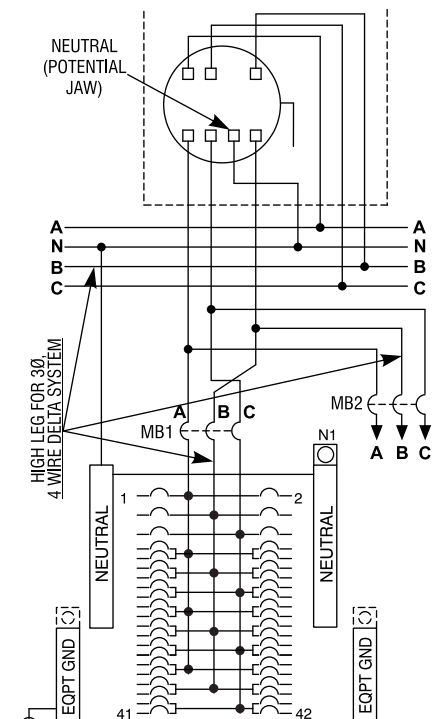 NEUTRAL
(POTENTIAL
JAW)
A A
N N
B B
C C
HIGH LEG FOR 3Ø,
4 WIRE DELTA SYSTEM
A B C
MB1
MB2
A B C
N1
1 2
NEUTRAL
NEUTRAL
EQPT GND
EQPT GND
41 42